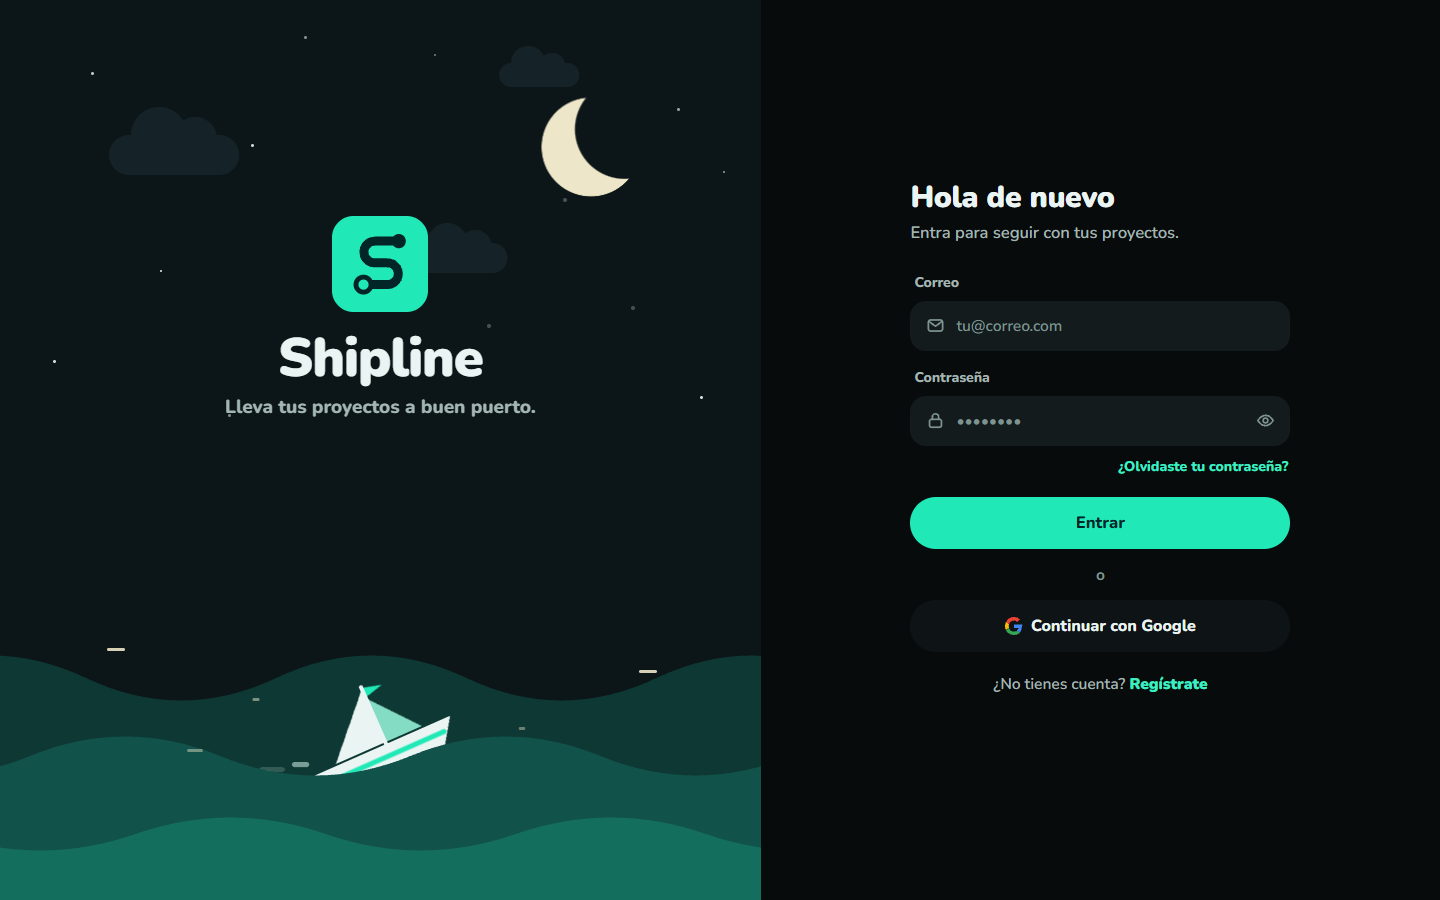 Shipline
Lleva tus proyectos a buen puerto.
Hola de nuevo
Entra para seguir con tus proyectos.
Correo
tu@correo.com
Contraseña
••••••••
¿Olvidaste tu contraseña?
Entrar
o
Continuar con Google
¿No tienes cuenta? Regístrate